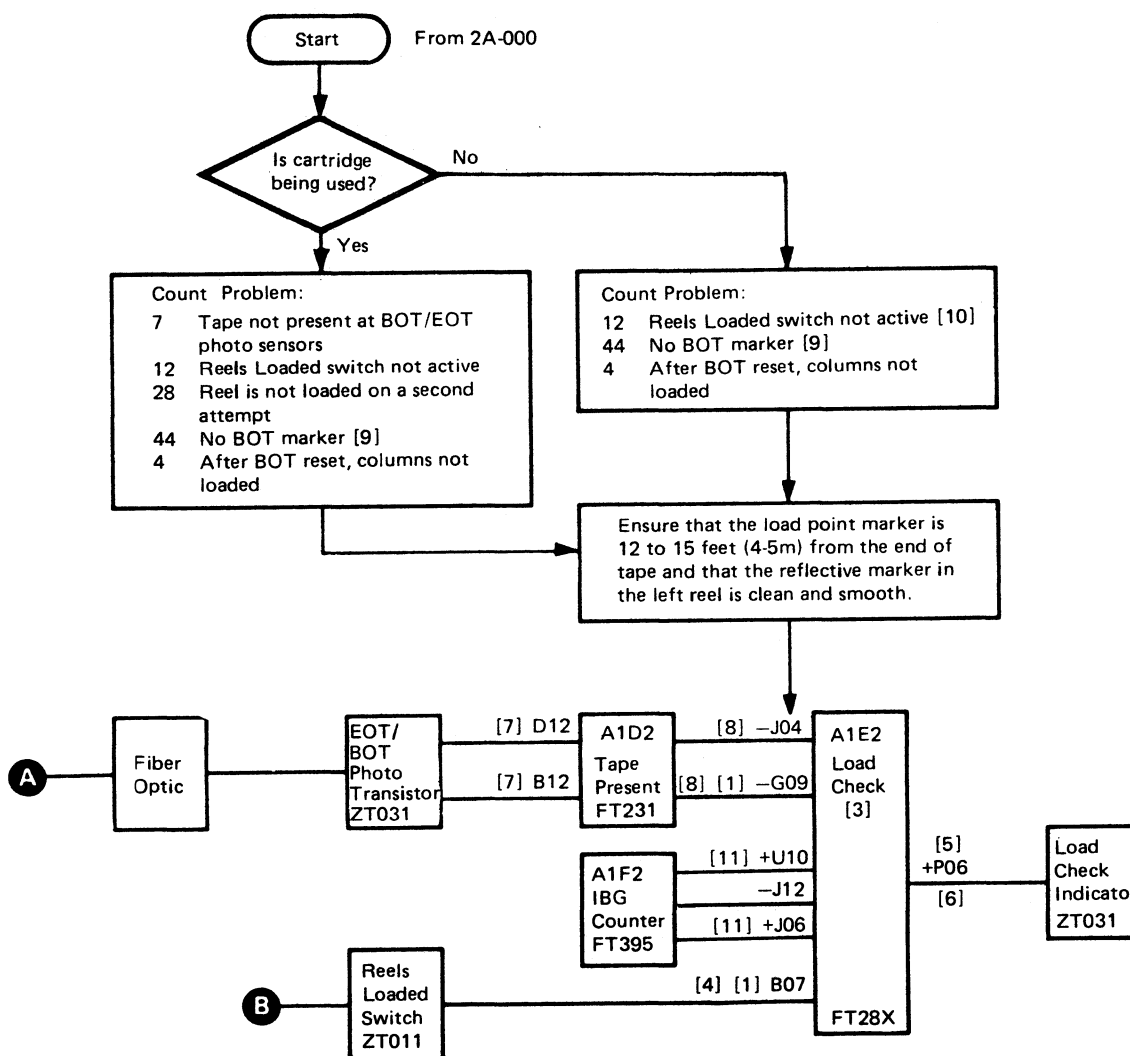 Start
From 2A-000
Is cartridge
being used?
No
Yes
Count Problem:
7 Tape not present at BOT/EOT
photo sensors
12 Reels Loaded switch not active
28 Reel is not loaded on a second
attempt
44 No BOT marker [9]
4 After BOT reset, columns not
loaded
Count Problem:
12 Reels Loaded switch not active [10]
44 No BOT marker [9]
4 After BOT reset, columns not
loaded
Ensure that the load point marker is
12 to 15 feet (4-5m) from the end of
tape and that the reflective marker in
the left reel is clean and smooth.
A
Fiber
Optic
EOT/
BOT
Photo
Transistor
ZT031
[7] D12
[7] B12
A1D2
Tape
Present
FT231
[8] —J04
[8] [1] —G09
A1F2
IBG
Counter
FT395
[11] +U10
—J12
[11] +J06
B
Reels
Loaded
Switch
ZT011
[4] [1] B07
A1E2
Load
Check
[3]
FT28X
[5]
+P06
[6]
Load
Check
Indicato
ZT031